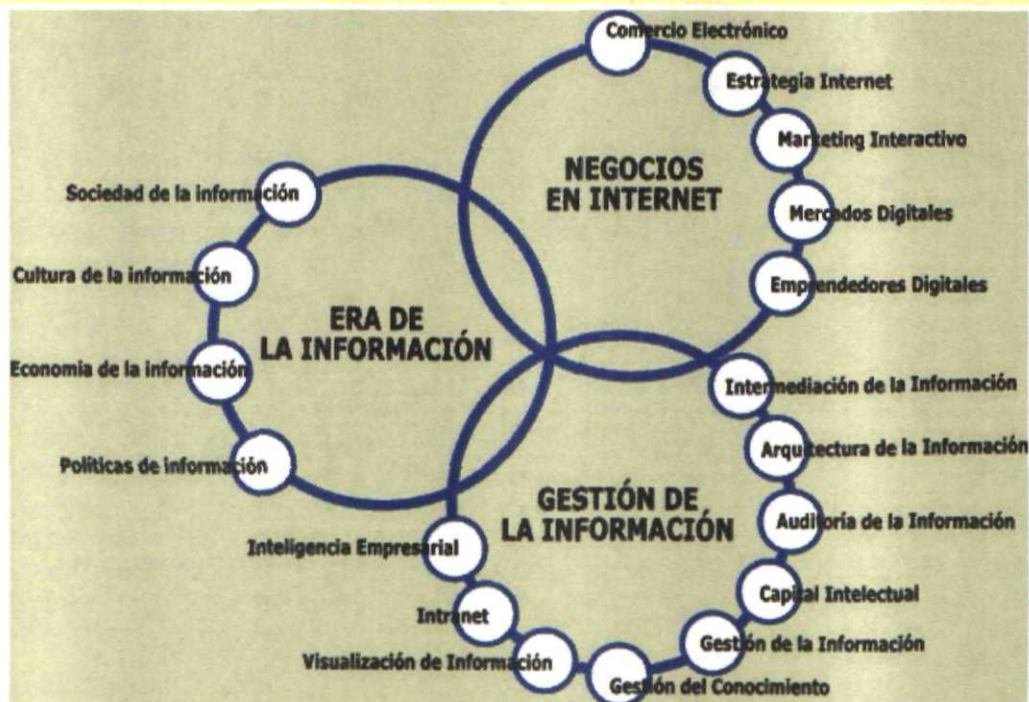 Comercio Electrónico
Estrategia Internet
Marketing Interactivo
NEGOCIOS
EN INTERNET
Mercados Digitales
Emprendedores Digitales
Sociedad de la información
Cultura de la información
ERA DE
LA INFORMACIÓN
Economia de la información
Políticas de información
Intermediación de la Información
Arquitectura de la Información
GESTIÓN DE
LA INFORMACIÓN
Auditoría de la Información
Inteligencia Empresarial
Capital Intelectual
Intranet
Gestión de la Información
Visualización de Información
Gestión del Conocimiento